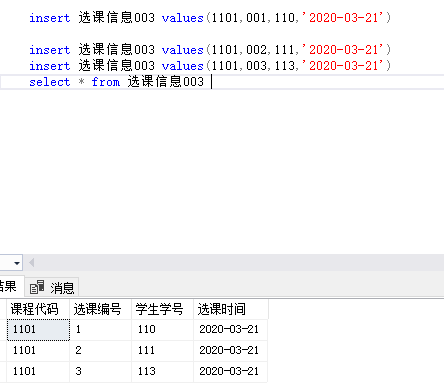 insert 选课信息003 values(1101,001,110,'2020-03-21')
insert 选课信息003 values(1101,002,111,'2020-03-21')
insert 选课信息003 values(1101,003,113,'2020-03-21')
select * from 选课信息003
结果 消息
课程代码 选课编号 学生学号 选课时间
1101 1 110 2020-03-21
1101 2 111 2020-03-21
1101 3 113 2020-03-21